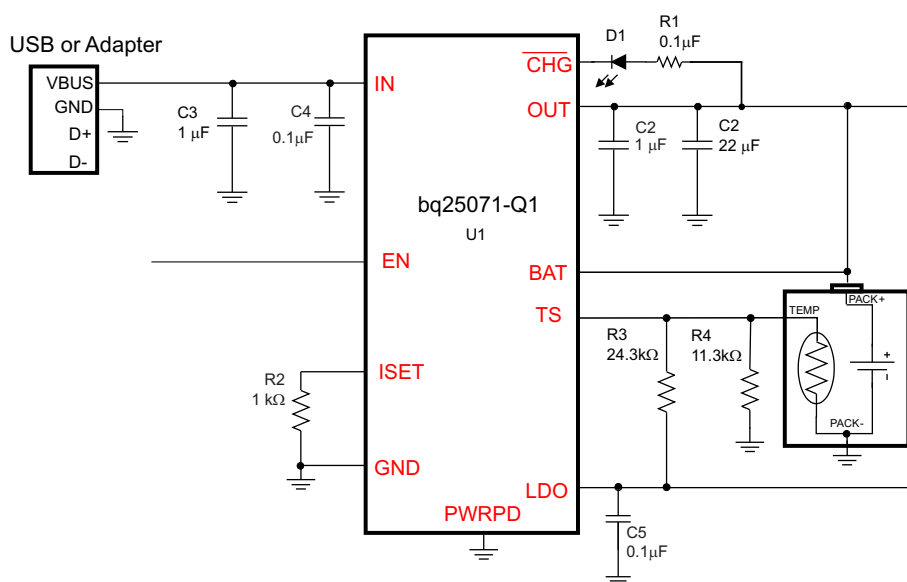 USB or Adapter
VBUS
GND
D+
D-
C3
1 μF
C4
0.1μF
IN
EN
R2
1 kΩ
ISET
GND
bq25071-Q1
U1
PWRPD
CHG
OUT
BAT
TS
LDO
D1
R1
0.1μF
C2
1 μF
C2
22 μF
R3
24.3kΩ
R4
11.3kΩ
TEMP
PACK+
+
-
PACK-
C5
0.1μF